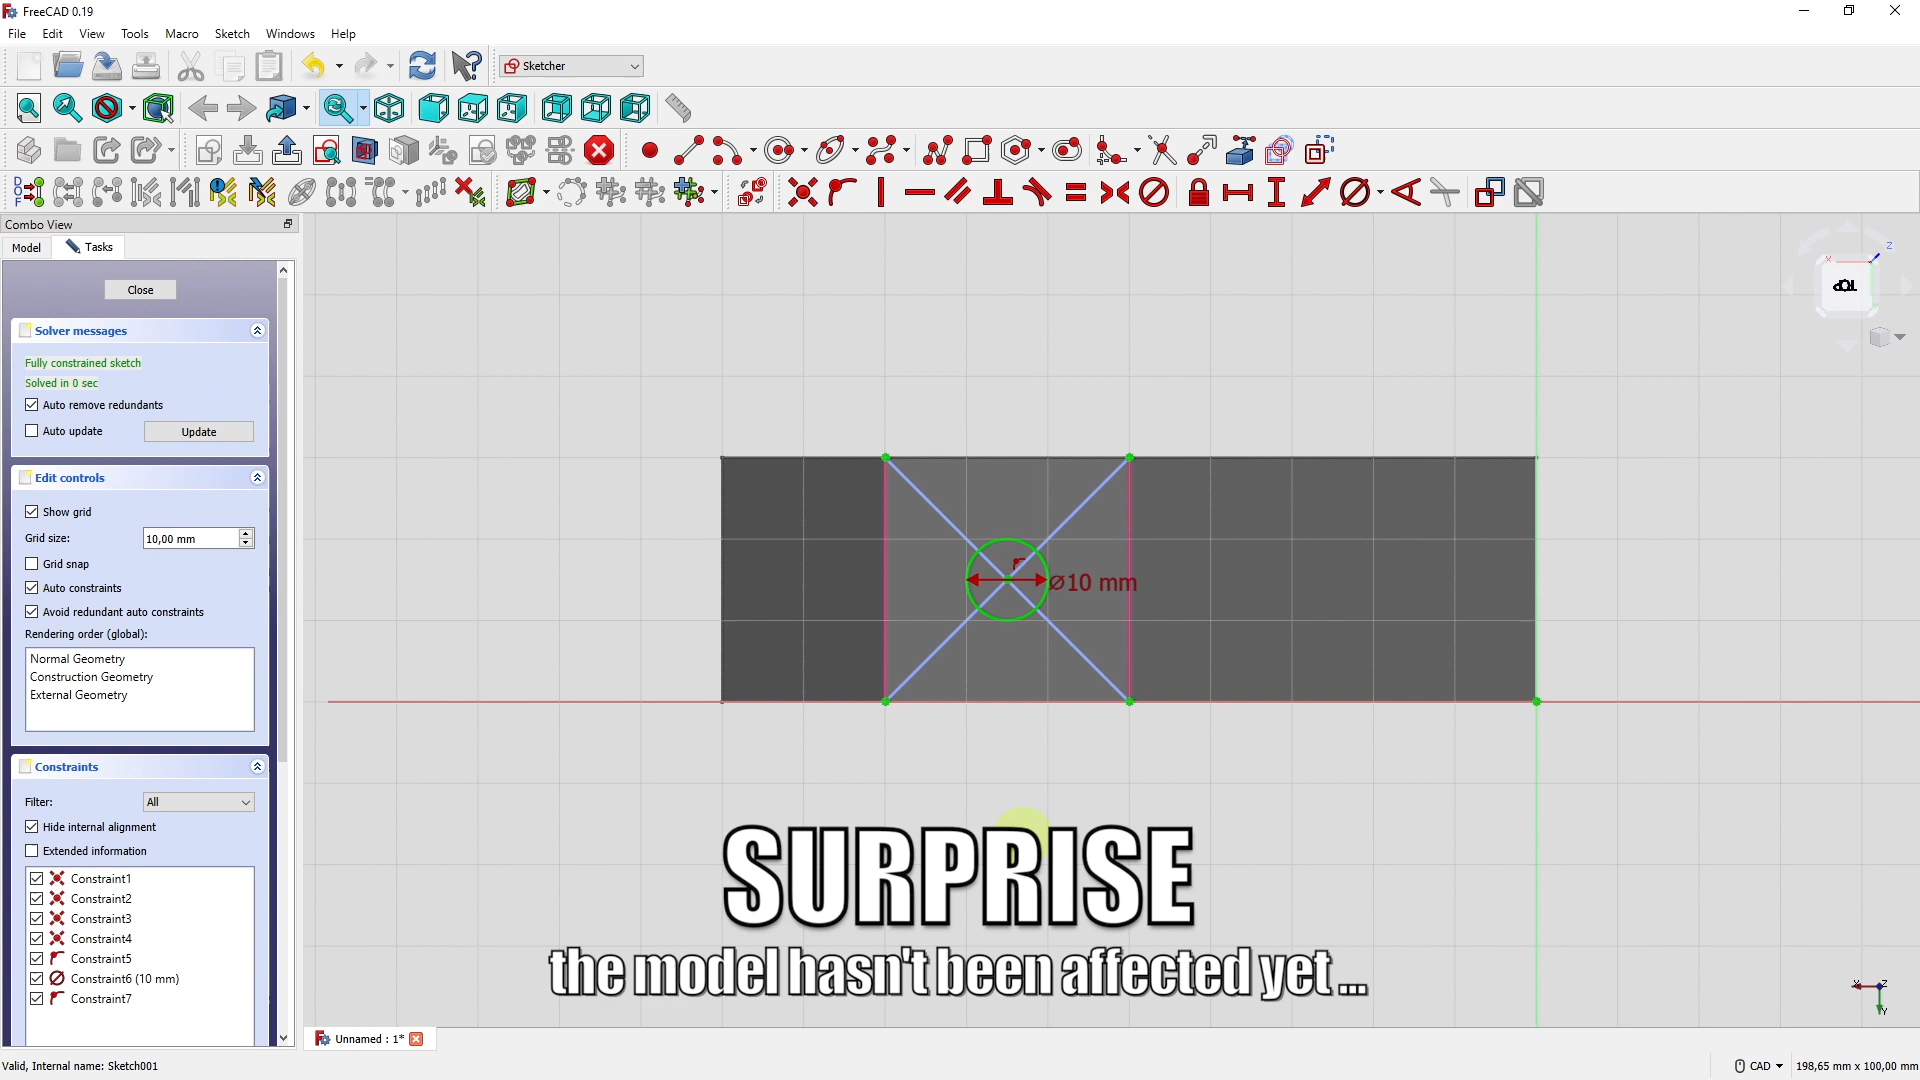 FreeCAD 0.19
File Edit View Tools Macro Sketch Windows Help
Sketcher
Combo View
Model Tasks
Close
Solver messages
Fully constrained sketch
Solved in 0 sec
Auto remove redundants
Auto update Update
Edit controls
Show grid
Grid size: 10,00 mm
Grid snap
Auto constraints
Avoid redundant auto constraints
Rendering order (global):
Normal Geometry
Construction Geometry
External Geometry
Constraints
Filter: All
Hide internal alignment
Extended information
Constraint1
Constraint2
Constraint3
Constraint4
Constraint5
Constraint6 (10 mm)
Constraint7
TOP
X
Z
⌀10 mm
SURPRISE
the model hasn't been affected yet ...
X Z
Y
Unnamed : 1*
Valid, Internal name: Sketch001
CAD 198,65 mm x 100,00 mm